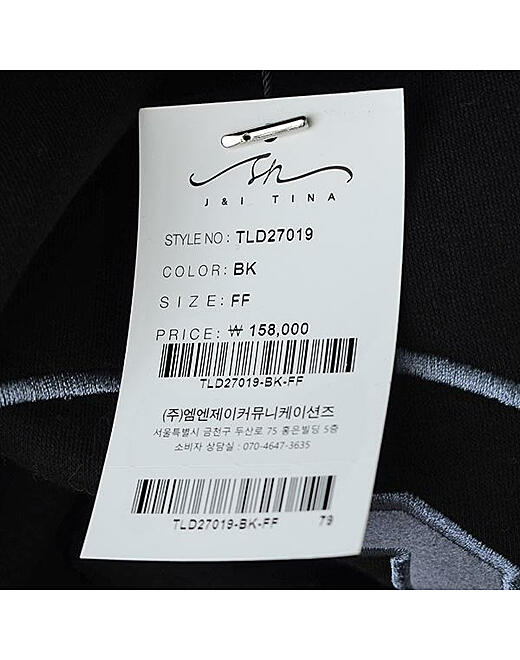 J&I TINA
STYLE NO : TLD27019
COLOR: BK
SIZE: FF
PRICE: ₩ 158,000
TLD27019-BK-FF
(주)엠엔제이커뮤니케이션즈
서울특별시 금천구 두산로 75 홍은빌딩 5층
소비자 상담실 : 070-4647-3635
TLD27019-BK-FF 79